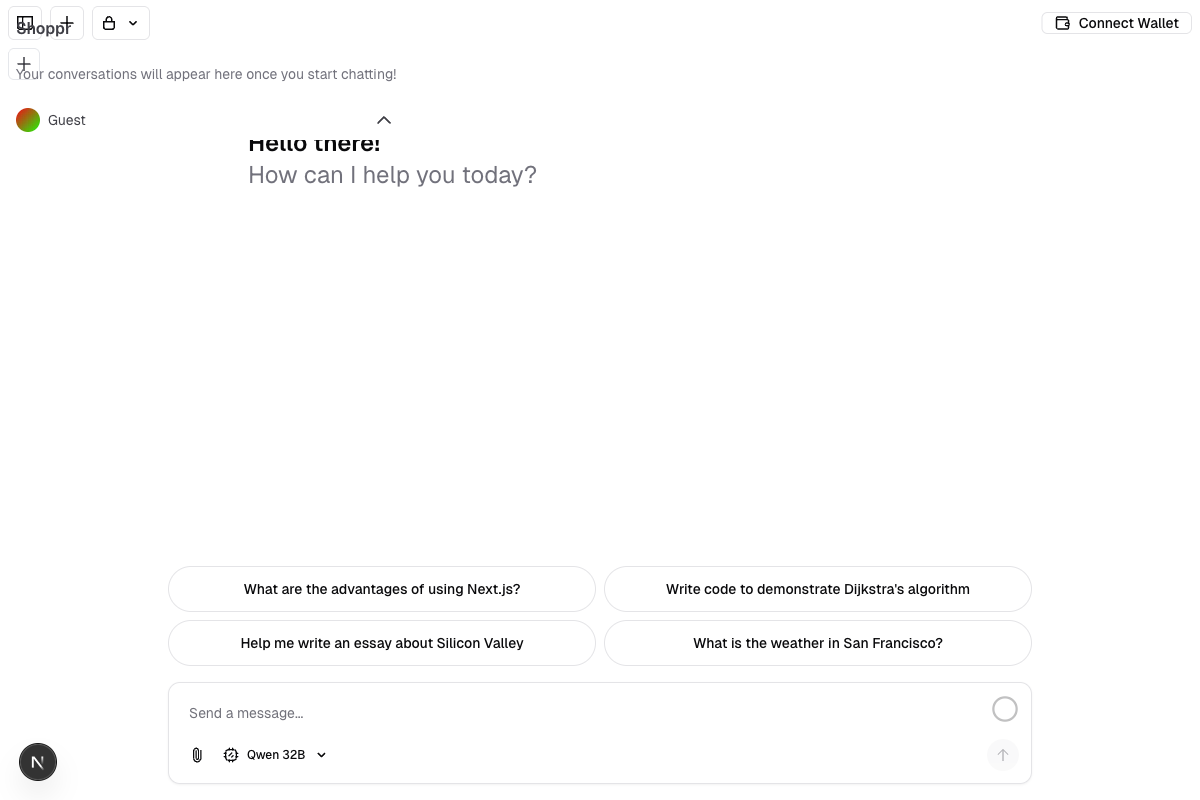 Shoppr
Connect Wallet
Your conversations will appear here once you start chatting!
Guest
Hello there!
How can I help you today?
What are the advantages of using Next.js?
Write code to demonstrate Dijkstra's algorithm
Help me write an essay about Silicon Valley
What is the weather in San Francisco?
Send a message...
Qwen 32B
N